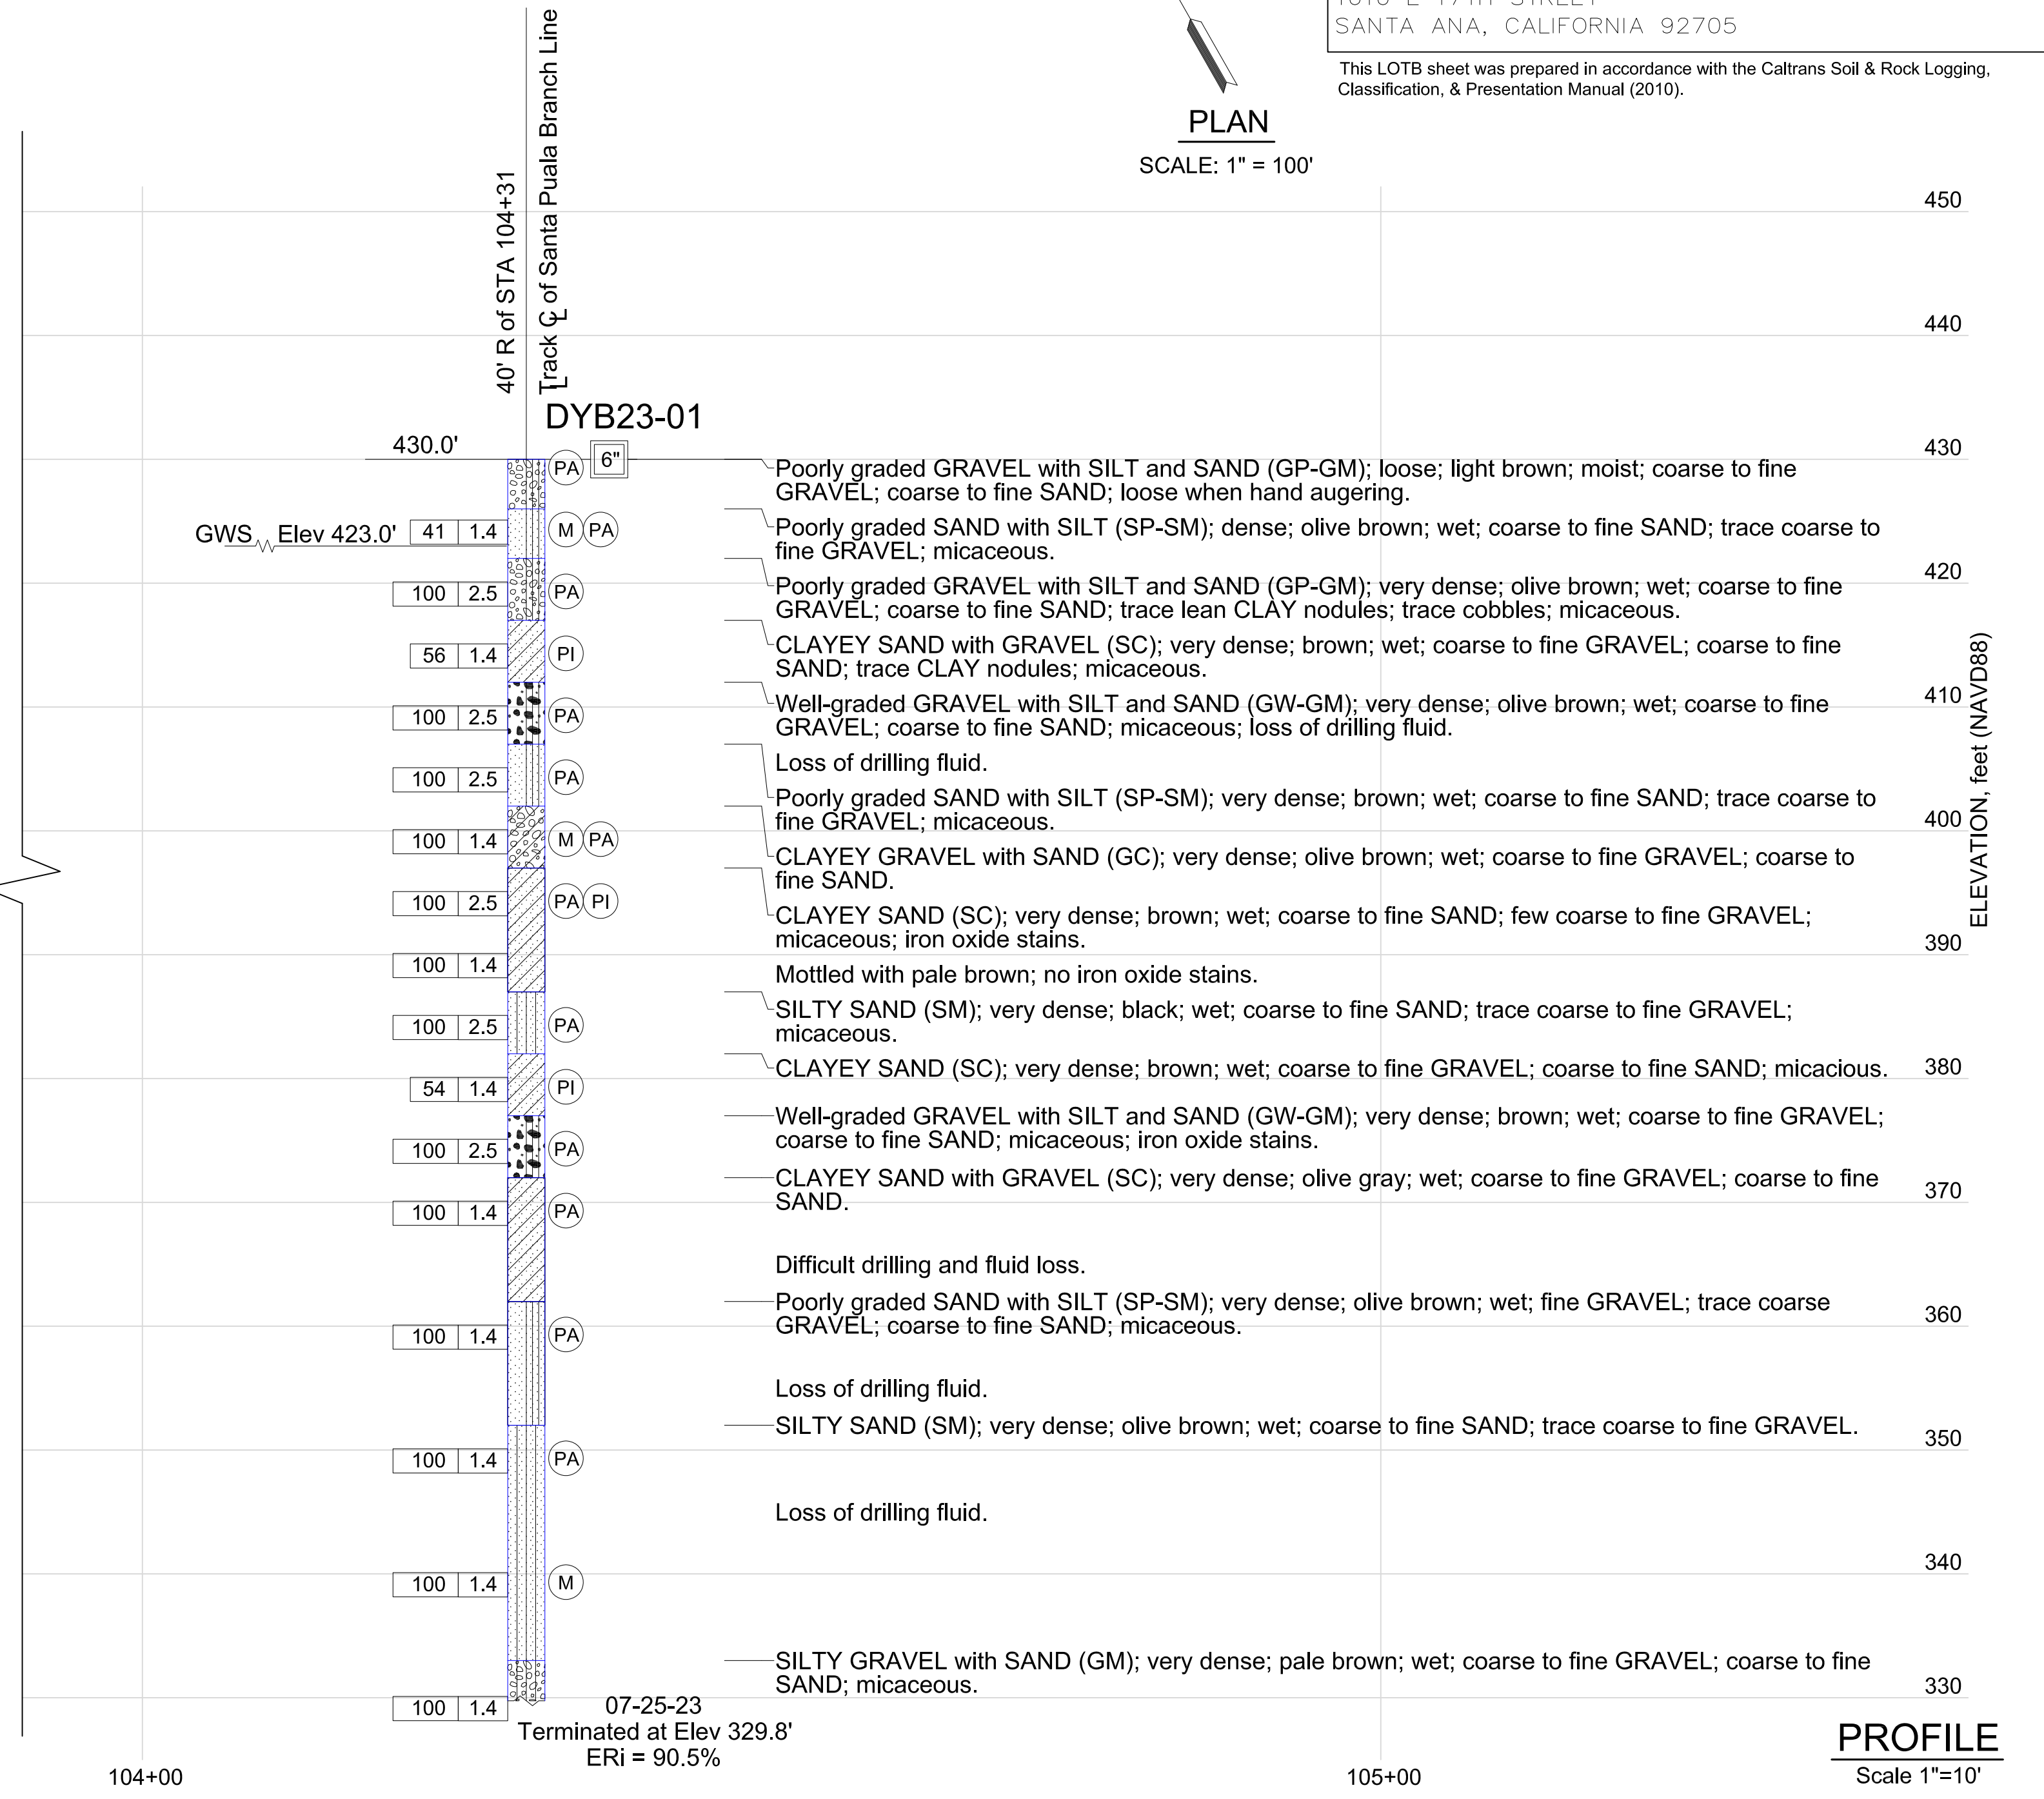 SANTA ANA, CALIFORNIA 92705
This LOTB sheet was prepared in accordance with the Caltrans Soil & Rock Logging,
Classification, & Presentation Manual (2010).
PLAN
SCALE: 1" = 100'
40' R of STA 104+31
Track ℄ of Santa Puala Branch Line
DYB23-01
430.0'
GWS Elev 423.0'
6"
PA
41 1.4 M PA
100 2.5 PA
56 1.4 PI
100 2.5 PA
100 2.5 PA
100 1.4 M PA
100 2.5 PA PI
100 1.4
100 2.5 PA
54 1.4 PI
100 2.5 PA
100 1.4 PA
100 1.4 PA
100 1.4 PA
100 1.4 M
100 1.4
Poorly graded GRAVEL with SILT and SAND (GP-GM); loose; light brown; moist; coarse to fine
GRAVEL; coarse to fine SAND; loose when hand augering.
Poorly graded SAND with SILT (SP-SM); dense; olive brown; wet; coarse to fine SAND; trace coarse to
fine GRAVEL; micaceous.
Poorly graded GRAVEL with SILT and SAND (GP-GM); very dense; olive brown; wet; coarse to fine
GRAVEL; coarse to fine SAND; trace lean CLAY nodules; trace cobbles; micaceous.
CLAYEY SAND with GRAVEL (SC); very dense; brown; wet; coarse to fine GRAVEL; coarse to fine
SAND; trace CLAY nodules; micaceous.
Well-graded GRAVEL with SILT and SAND (GW-GM); very dense; olive brown; wet; coarse to fine
GRAVEL; coarse to fine SAND; micaceous; loss of drilling fluid.
Loss of drilling fluid.
Poorly graded SAND with SILT (SP-SM); very dense; brown; wet; coarse to fine SAND; trace coarse to
fine GRAVEL; micaceous.
CLAYEY GRAVEL with SAND (GC); very dense; olive brown; wet; coarse to fine GRAVEL; coarse to
fine SAND.
CLAYEY SAND (SC); very dense; brown; wet; coarse to fine SAND; few coarse to fine GRAVEL;
micaceous; iron oxide stains.
Mottled with pale brown; no iron oxide stains.
SILTY SAND (SM); very dense; black; wet; coarse to fine SAND; trace coarse to fine GRAVEL;
micaceous.
CLAYEY SAND (SC); very dense; brown; wet; coarse to fine GRAVEL; coarse to fine SAND; micacious.
Well-graded GRAVEL with SILT and SAND (GW-GM); very dense; brown; wet; coarse to fine GRAVEL;
coarse to fine SAND; micaceous; iron oxide stains.
CLAYEY SAND with GRAVEL (SC); very dense; olive gray; wet; coarse to fine GRAVEL; coarse to fine
SAND.
Difficult drilling and fluid loss.
Poorly graded SAND with SILT (SP-SM); very dense; olive brown; wet; fine GRAVEL; trace coarse
GRAVEL; coarse to fine SAND; micaceous.
Loss of drilling fluid.
SILTY SAND (SM); very dense; olive brown; wet; coarse to fine SAND; trace coarse to fine GRAVEL.
Loss of drilling fluid.
SILTY GRAVEL with SAND (GM); very dense; pale brown; wet; coarse to fine GRAVEL; coarse to fine
SAND; micaceous.
07-25-23
Terminated at Elev 329.8'
ERi = 90.5%
450
440
430
420
410
400
390
380
370
360
350
340
330
ELEVATION, feet (NAVD88)
104+00
105+00
PROFILE
Scale 1"=10'